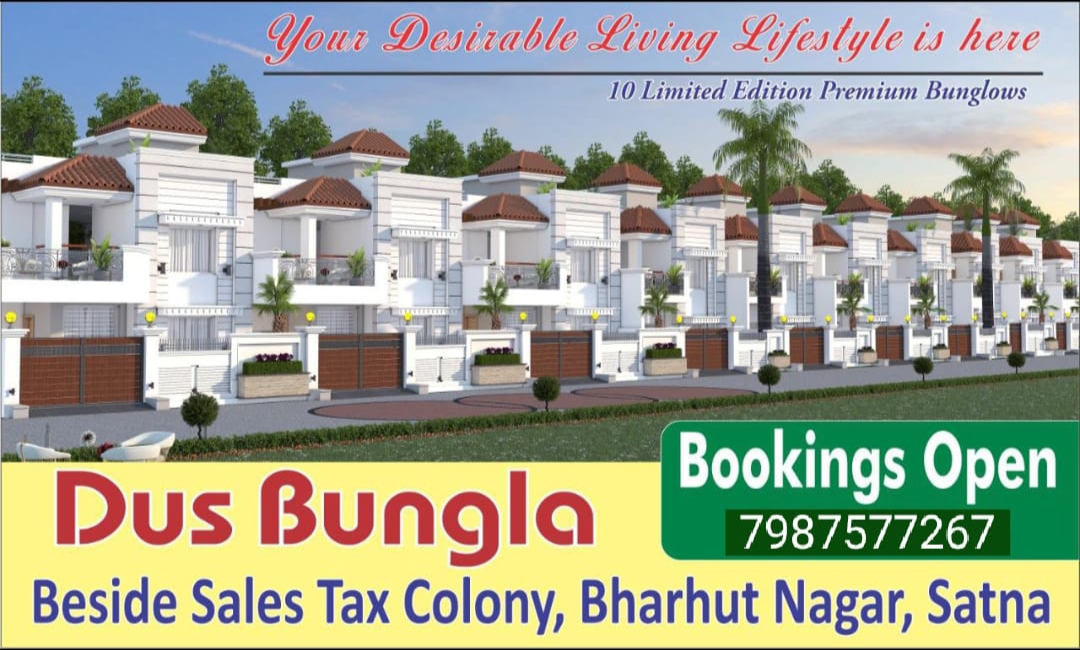 Your Desirable Living Lifestyle is here
10 Limited Edition Premium Bunglows
Bookings Open
7987577267
Dus Bungla
Beside Sales Tax Colony, Bharhut Nagar, Satna